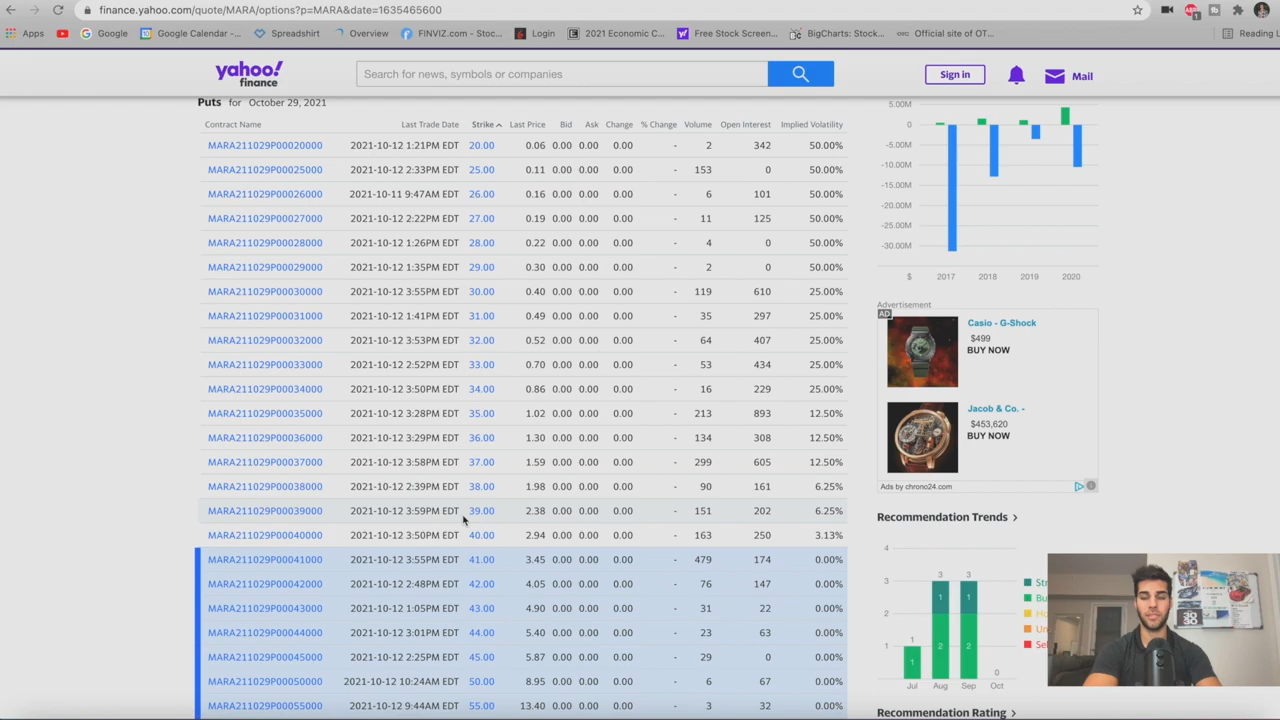 finance.yahoo.com/quote/MARA/options?p=MARA&date=1635465600
Apps Google Google Calendar -... Spreadshirt Overview FINVIZ.com - Stoc... Login 2021 Economic C... Free Stock Screen... BigCharts: Stock... Official site of OT... Reading L
yahoo!
finance
Search for news, symbols or companies
Sign in
Mail
Puts for October 29, 2021
Contract Name Last Trade Date Strike Last Price Bid Ask Change % Change Volume Open Interest Implied Volatility
MARA211029P00020000 2021-10-12 1:21PM EDT 20.00 0.06 0.00 0.00 0.00 - 2 342 50.00%
MARA211029P00025000 2021-10-12 2:33PM EDT 25.00 0.11 0.00 0.00 0.00 - 153 0 50.00%
MARA211029P00026000 2021-10-11 9:47AM EDT 26.00 0.16 0.00 0.00 0.00 - 6 101 50.00%
MARA211029P00027000 2021-10-12 2:22PM EDT 27.00 0.19 0.00 0.00 0.00 - 11 125 50.00%
MARA211029P00028000 2021-10-12 1:26PM EDT 28.00 0.22 0.00 0.00 0.00 - 4 0 50.00%
MARA211029P00029000 2021-10-12 1:35PM EDT 29.00 0.30 0.00 0.00 0.00 - 2 0 50.00%
MARA211029P00030000 2021-10-12 3:55PM EDT 30.00 0.40 0.00 0.00 0.00 - 119 610 25.00%
MARA211029P00031000 2021-10-12 1:41PM EDT 31.00 0.49 0.00 0.00 0.00 - 35 297 25.00%
MARA211029P00032000 2021-10-12 3:53PM EDT 32.00 0.52 0.00 0.00 0.00 - 64 407 25.00%
MARA211029P00033000 2021-10-12 2:52PM EDT 33.00 0.70 0.00 0.00 0.00 - 53 434 25.00%
MARA211029P00034000 2021-10-12 3:50PM EDT 34.00 0.86 0.00 0.00 0.00 - 16 229 25.00%
MARA211029P00035000 2021-10-12 3:28PM EDT 35.00 1.02 0.00 0.00 0.00 - 213 893 12.50%
MARA211029P00036000 2021-10-12 3:29PM EDT 36.00 1.30 0.00 0.00 0.00 - 134 308 12.50%
MARA211029P00037000 2021-10-12 3:58PM EDT 37.00 1.59 0.00 0.00 0.00 - 299 605 12.50%
MARA211029P00038000 2021-10-12 2:39PM EDT 38.00 1.98 0.00 0.00 0.00 - 90 161 6.25%
MARA211029P00039000 2021-10-12 3:59PM EDT 39.00 2.38 0.00 0.00 0.00 - 151 202 6.25%
MARA211029P00040000 2021-10-12 3:50PM EDT 40.00 2.94 0.00 0.00 0.00 - 163 250 3.13%
MARA211029P00041000 2021-10-12 3:55PM EDT 41.00 3.45 0.00 0.00 0.00 - 479 174 0.00%
MARA211029P00042000 2021-10-12 2:48PM EDT 42.00 4.05 0.00 0.00 0.00 - 76 147 0.00%
MARA211029P00043000 2021-10-12 1:05PM EDT 43.00 4.90 0.00 0.00 0.00 - 31 22 0.00%
MARA211029P00044000 2021-10-12 3:01PM EDT 44.00 5.40 0.00 0.00 0.00 - 23 63 0.00%
MARA211029P00045000 2021-10-12 2:25PM EDT 45.00 5.87 0.00 0.00 0.00 - 29 0 0.00%
MARA211029P00050000 2021-10-12 10:24AM EDT 50.00 8.95 0.00 0.00 0.00 - 6 67 0.00%
MARA211029P00055000 2021-10-12 9:44AM EDT 55.00 13.40 0.00 0.00 0.00 - 3 32 0.00%
5.00M
0
-5.00M
-10.00M
-15.00M
-20.00M
-25.00M
-30.00M
$ 2017 2018 2019 2020
Advertisement
AD
Casio - G-Shock
$499
BUY NOW
Jacob & Co. -
$453,620
BUY NOW
Ads by chrono24.com
Recommendation Trends
4
3
2
1
3 3
1 1
1 2 2
1 0
Jul Aug Sep Oct
Str
Bu
Ho
Un
Sel
Recommendation Rating